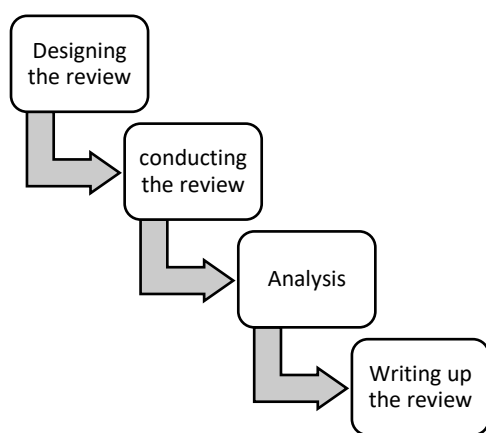 Designing
the review
conducting
the review
Analysis
Writing up
the review